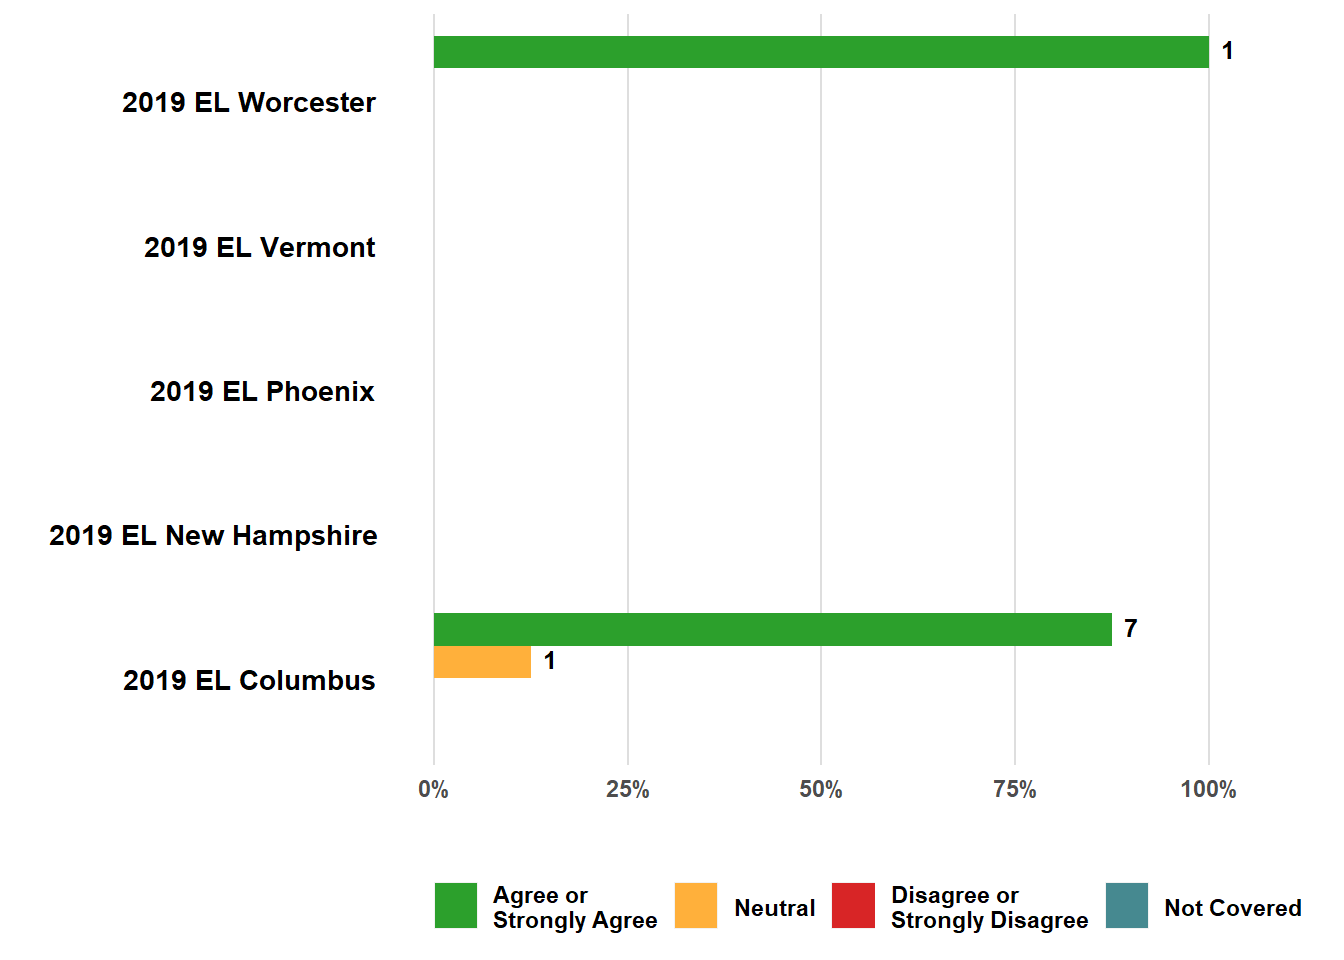 1
2019 EL Worcester
2019 EL Vermont
2019 EL Phoenix
2019 EL New Hampshire
7
1
2019 EL Columbus
0% 25% 50% 75% 100%
Agree or
Strongly Agree
Neutral
Disagree or
Strongly Disagree
Not Covered